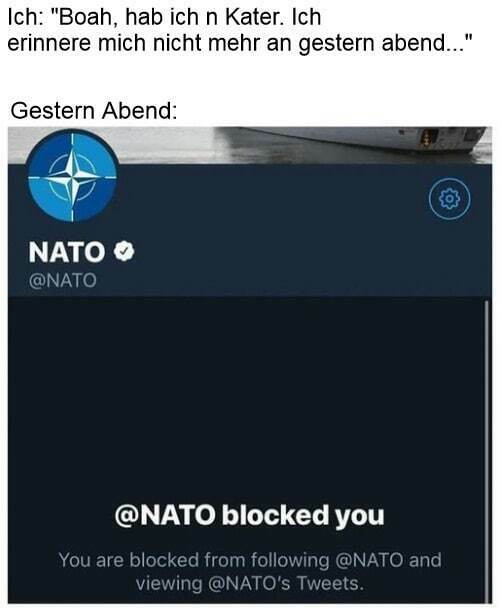 Ich: "Boah, hab ich n Kater. Ich
erinnere mich nicht mehr an gestern abend..."
Gestern Abend:
NATO
@NATO
@NATO blocked you
You are blocked from following @NATO and
viewing @NATO's Tweets.